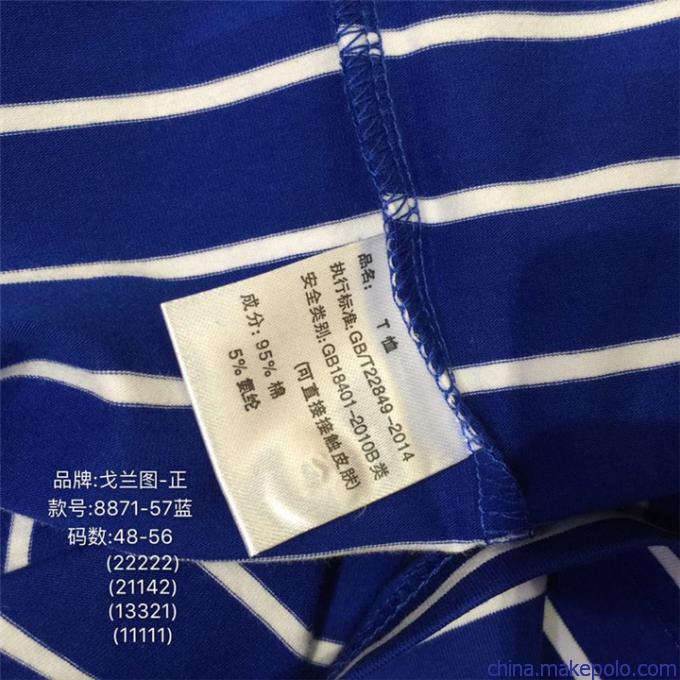 品名: T恤
执行标准:GB/T22849-2014
安全类别:GB18401-2010B类
(可直接接触皮肤)
成分: 95% 棉
5% 氨纶
品牌:戈兰图-正
款号:8871-57蓝
码数:48-56
(22222)
(21142)
(13321)
(11111)
china.makepolo.com